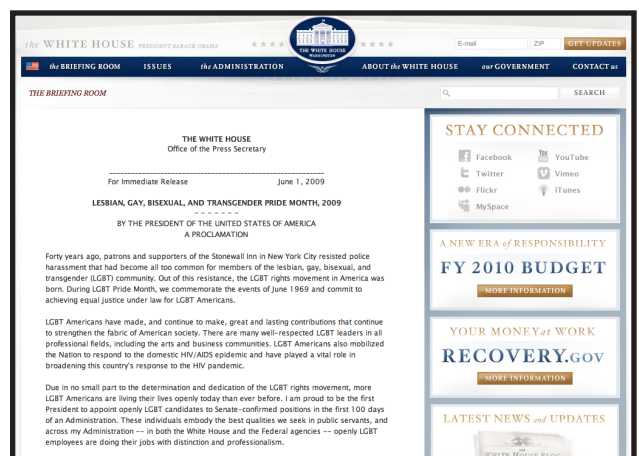 the WHITE HOUSE PRESIDENT BARACK OBAMA
THE WHITE HOUSE
WASHINGTON
E-mail
ZIP
GET UPDATES
the BRIEFING ROOM
ISSUES
the ADMINISTRATION
ABOUT the WHITE HOUSE
our GOVERNMENT
CONTACT us
THE BRIEFING ROOM
SEARCH
THE WHITE HOUSE
Office of the Press Secretary
For Immediate Release June 1, 2009
LESBIAN, GAY, BISEXUAL, AND TRANSGENDER PRIDE MONTH, 2009
- - - - - - -
BY THE PRESIDENT OF THE UNITED STATES OF AMERICA
A PROCLAMATION
Forty years ago, patrons and supporters of the Stonewall Inn in New York City resisted police
harassment that had become all too common for members of the lesbian, gay, bisexual, and
transgender (LGBT) community. Out of this resistance, the LGBT rights movement in America was
born. During LGBT Pride Month, we commemorate the events of June 1969 and commit to
achieving equal justice under law for LGBT Americans.
LGBT Americans have made, and continue to make, great and lasting contributions that continue
to strengthen the fabric of American society. There are many well-respected LGBT leaders in all
professional fields, including the arts and business communities. LGBT Americans also mobilized
the Nation to respond to the domestic HIV/AIDS epidemic and have played a vital role in
broadening this country's response to the HIV pandemic.
Due in no small part to the determination and dedication of the LGBT rights movement, more
LGBT Americans are living their lives openly today than ever before. I am proud to be the first
President to appoint openly LGBT candidates to Senate-confirmed positions in the first 100 days
of an Administration. These individuals embody the best qualities we seek in public servants, and
across my Administration -- in both the White House and the Federal agencies -- openly LGBT
employees are doing their jobs with distinction and professionalism.
STAY CONNECTED
Facebook
YouTube
Twitter
Vimeo
Flickr
iTunes
MySpace
A NEW ERA of RESPONSIBILITY
FY 2010 BUDGET
MORE INFORMATION
YOUR MONEY at WORK
RECOVERY.GOV
MORE INFORMATION
LATEST NEWS and UPDATES
THE
WHITE HOUSE BLOG